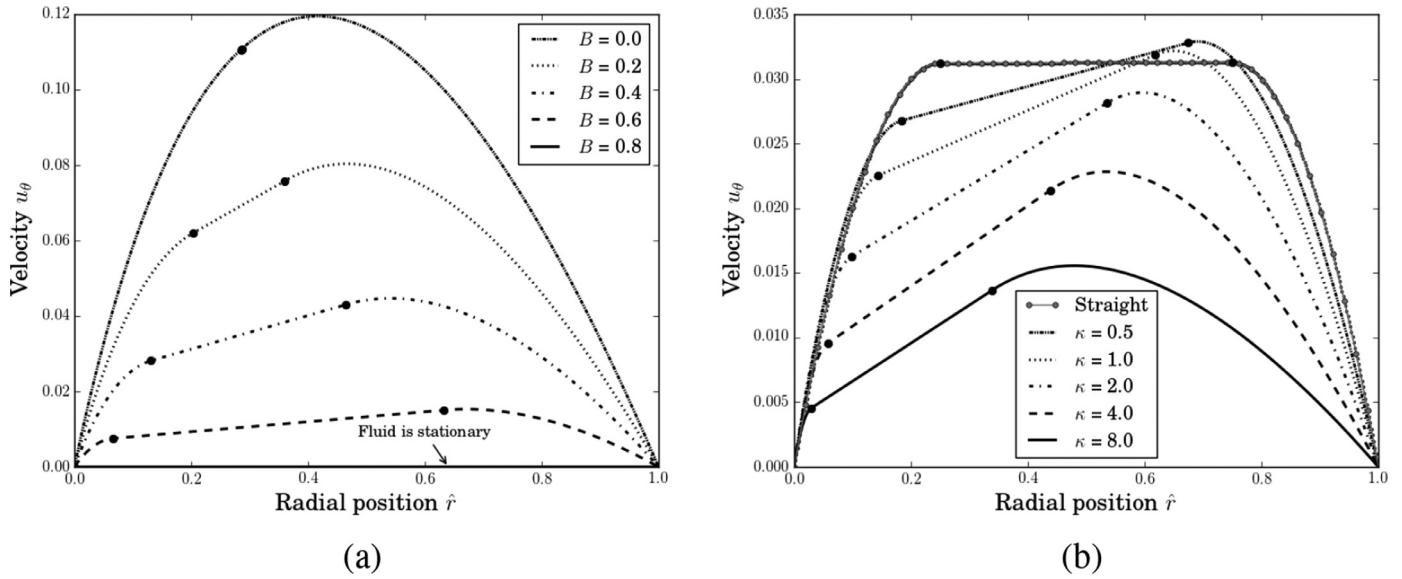 0.12
0.10
0.08
0.06
0.04
0.02
0.00
Velocity uθ
B = 0.0
B = 0.2
B = 0.4
B = 0.6
B = 0.8
Fluid is stationary
0.0 0.2 0.4 0.6 0.8 1.0
Radial position r̂
(a)
0.035
0.030
0.025
0.020
0.015
0.010
0.005
0.000
Velocity uθ
Straight
κ = 0.5
κ = 1.0
κ = 2.0
κ = 4.0
κ = 8.0
0.0 0.2 0.4 0.6 0.8 1.0
Radial position r̂
(b)